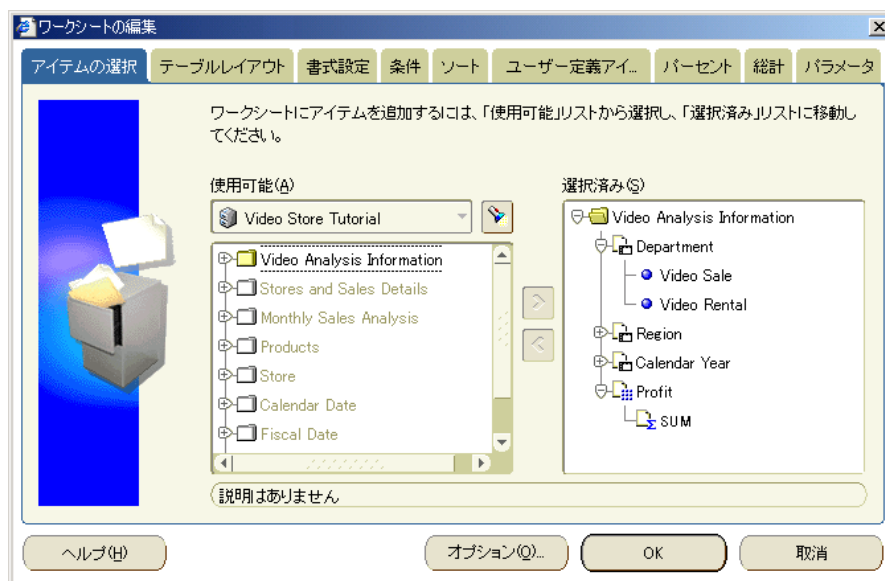 ワークシートの編集
アイテムの選択 テーブルレイアウト 書式設定 条件 ソート ユーザー定義アイ... パーセント 総計 パラメータ
ワークシートにアイテムを追加するには、「使用可能」リストから選択し、「選択済み」リストに移動し
てください。
使用可能(A) 選択済み(S)
Video Store Tutorial
Video Analysis Information
Stores and Sales Details
Monthly Sales Analysis
Products
Store
Calendar Date
Fiscal Date
Video Analysis Information
Department
Video Sale
Video Rental
Region
Calendar Year
Profit
SUM
説明はありません
ヘルプ(H) オプション(O)... OK 取消